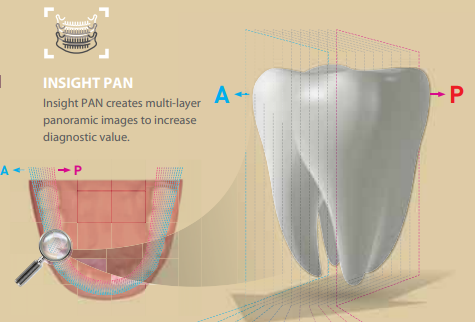 INSIGHT PAN
Insight PAN creates multi-layer
panoramic images to increase
diagnostic value.
A P
A P